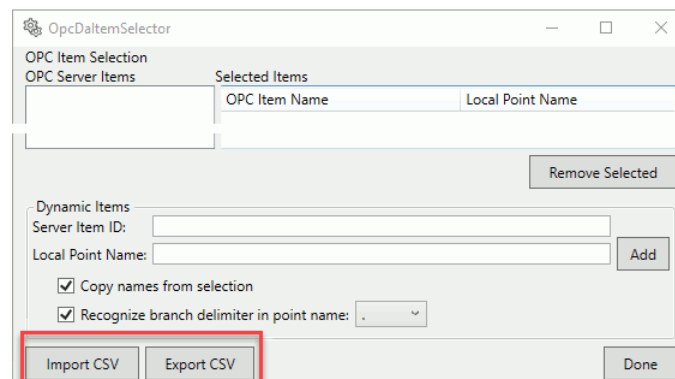 OpcDaItemSelector
OPC Item Selection
OPC Server Items
Selected Items
OPC Item Name
Local Point Name
Remove Selected
Dynamic Items
Server Item ID:
Local Point Name:
Add
Copy names from selection
Recognize branch delimiter in point name: .
Import CSV
Export CSV
Done